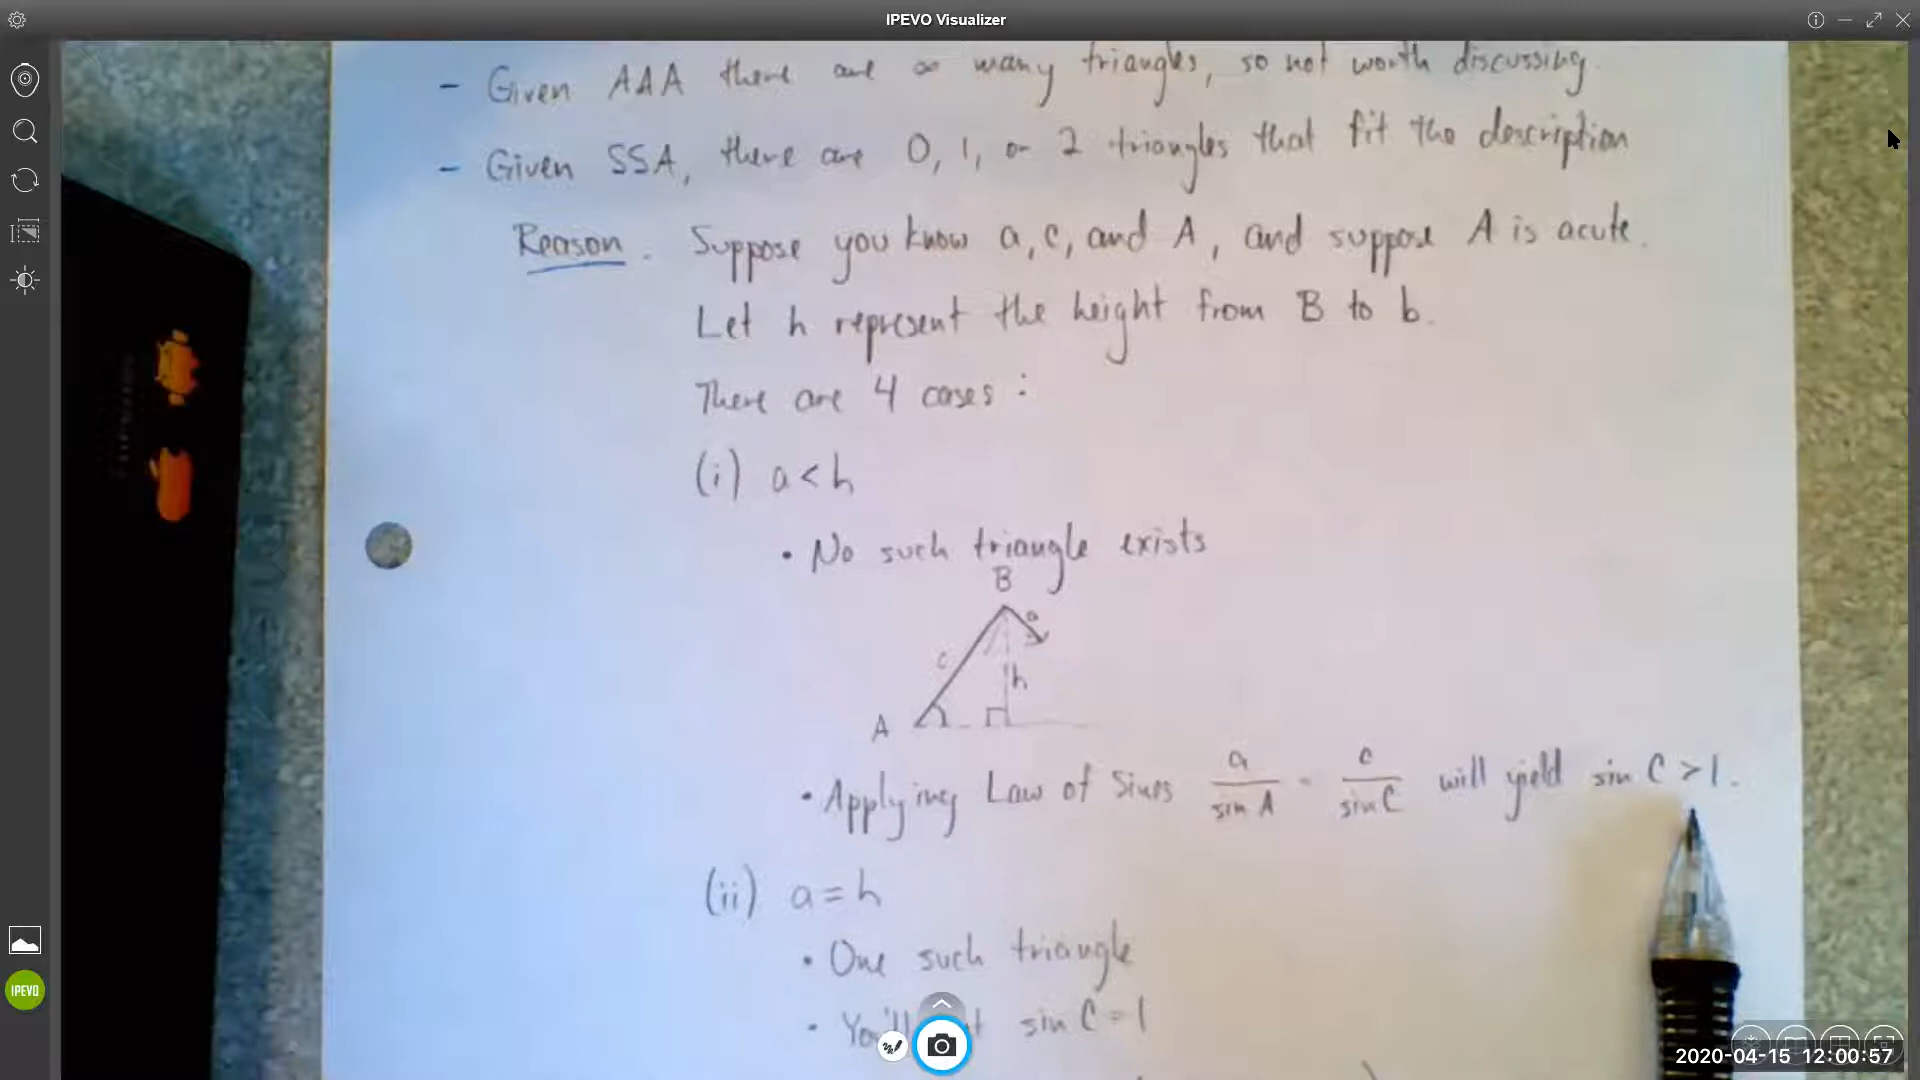 IPEVO Visualizer
- Given AAA there are ∞ many triangles, so not worth discussing.
- Given SSA, there are 0, 1, or 2 triangles that fit the description
Reason. Suppose you know a, c, and A, and suppose A is acute.
Let h represent the height from B to b.
There are 4 cases:
(i) a < h
• No such triangle exists
B
a
c
h
A
• Applying Law of Sines a/sin A = c/sin C will yield sin C > 1.
(ii) a = h
• One such triangle
• You'll sin C = 1
IPEVO
2020-04-15 12:00:57